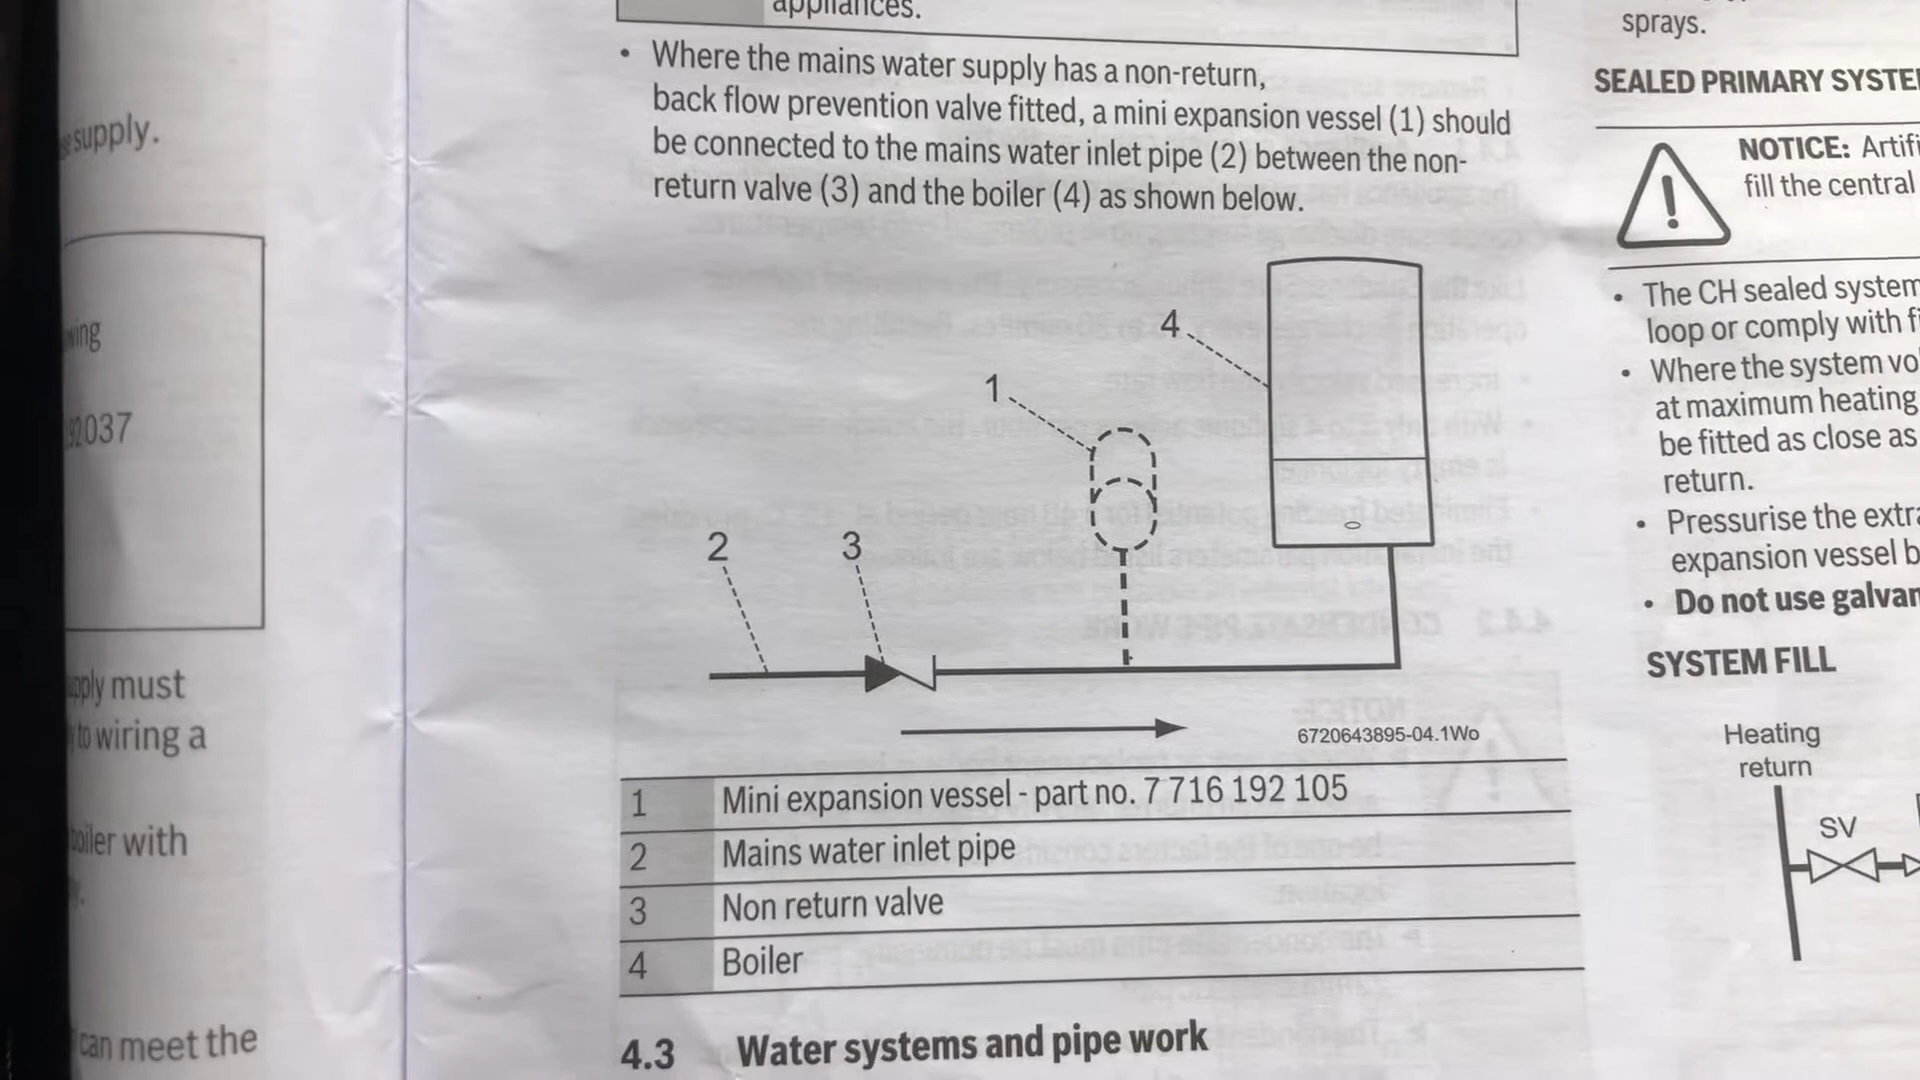 supply.
2037
must
to wiring a
with
can meet the
appliances.
• Where the mains water supply has a non-return,
back flow prevention valve fitted, a mini expansion vessel (1) should
be connected to the mains water inlet pipe (2) between the non-
return valve (3) and the boiler (4) as shown below.
4
1
2
3
6720643895-04.1Wo
1 Mini expansion vessel - part no. 7 716 192 105
2 Mains water inlet pipe
3 Non return valve
4 Boiler
4.3 Water systems and pipe work
sprays.
SEALED PRIMARY SYSTE
NOTICE: Artifi
fill the central
• The CH sealed system
loop or comply with fi
• Where the system vo
at maximum heating
be fitted as close as
return.
• Pressurise the extra
expansion vessel b
• Do not use galvan
SYSTEM FILL
Heating
return
SV